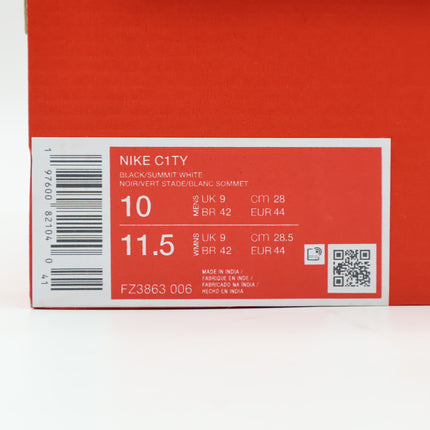 NIKE C1TY
BLACK/SUMMIT WHITE
NOIR/VERT STADE/BLANC SOMMET
10 MENS UK 9 CM 28
BR 42 EUR 44
11.5 WMNS UK 9 CM 28.5
BR 42 EUR 44
MADE IN INDIA /
FABRIQUE EN INDE /
FABRICADO NA INDIA /
HECHO EN INDIA
FZ3863 006
1 97600 82104 0 41